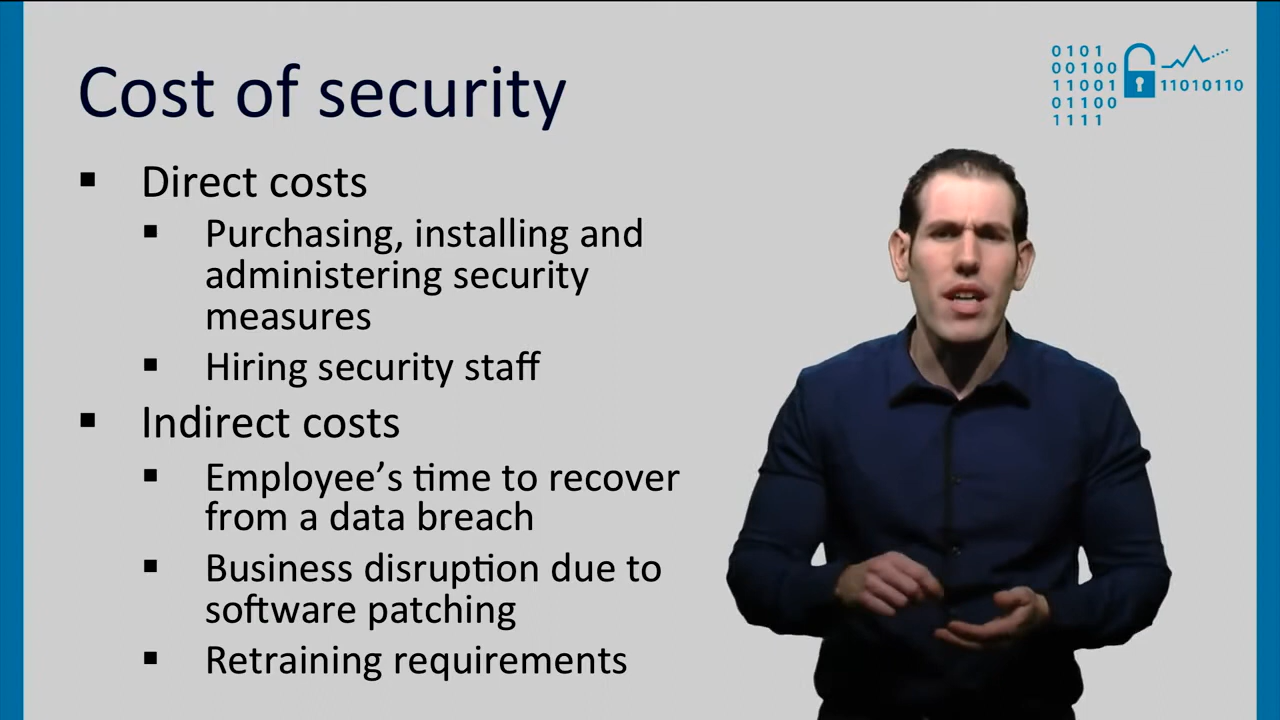 Cost of security
0101
00100
11001
01100
1111
11010110
▪ Direct costs
▪ Purchasing, installing and
administering security
measures
▪ Hiring security staff
▪ Indirect costs
▪ Employee’s time to recover
from a data breach
▪ Business disruption due to
software patching
▪ Retraining requirements